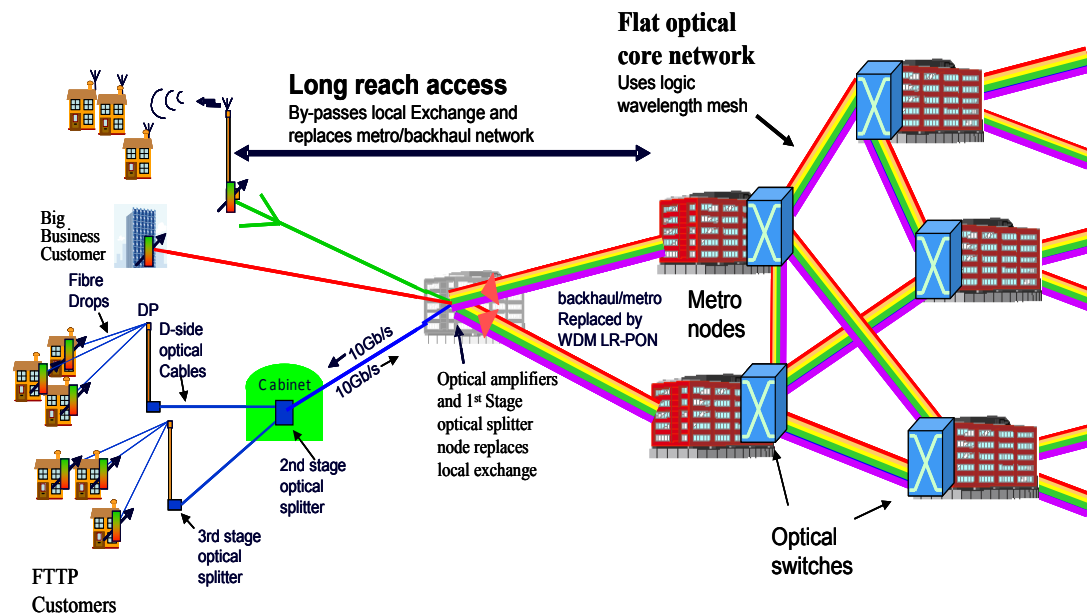 Flat optical
core network
Uses logic
wavelength mesh
Long reach access
By-passes local Exchange and
replaces metro/backhaul network
Big
Business
Customer
Fibre
Drops
DP
D-side
optical
Cables
Cabinet
10Gb/s
10Gb/s
backhaul/metro
Replaced by
WDM LR-PON
Metro
nodes
Optical amplifiers
and 1st Stage
optical splitter
node replaces
local exchange
2nd stage
optical
splitter
3rd stage
optical
splitter
Optical
switches
FTTP
Customers